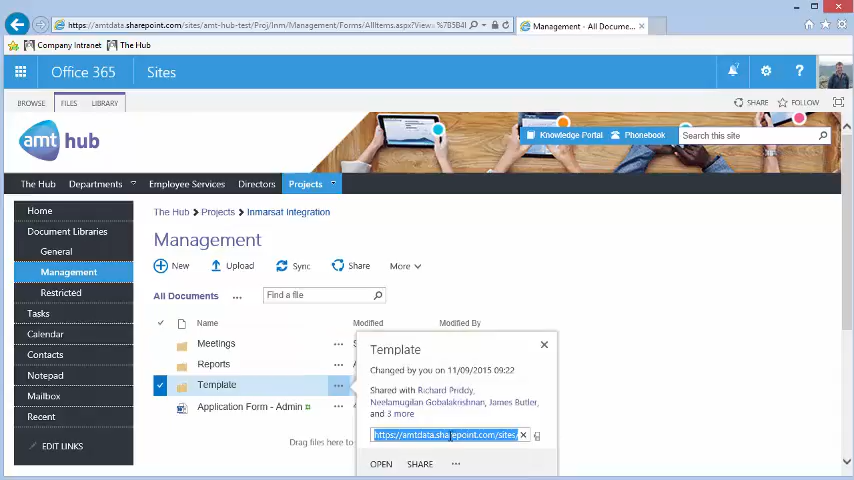 https://amtdata.sharepoint.com/sites/amt-hub-test/Proj/Inm/Management/Forms/AllItems.aspx?View=%7B5B4I
Management - All Docume...
Company Intranet
The Hub
Office 365
Sites
BROWSE
FILES
LIBRARY
SHARE
FOLLOW
amt hub
Knowledge Portal
Phonebook
Search this site
The Hub
Departments
Employee Services
Directors
Projects
Home
Document Libraries
General
Management
Restricted
Tasks
Calendar
Contacts
Notepad
Mailbox
Recent
EDIT LINKS
The Hub > Projects > Inmarsat Integration
Management
New
Upload
Sync
Share
More
All Documents
...
Find a file
Name
Modified
Modified By
Meetings
...
S
Reports
...
A
Template
...
Application Form - Admin
...
Drag files here to
Template
Changed by you on 11/09/2015 09:22
Shared with Richard Priddy,
Neelamugilan Gobalakrishnan, James Butler,
and 3 more
https://amtdata.sharepoint.com/sites/
OPEN
SHARE
...